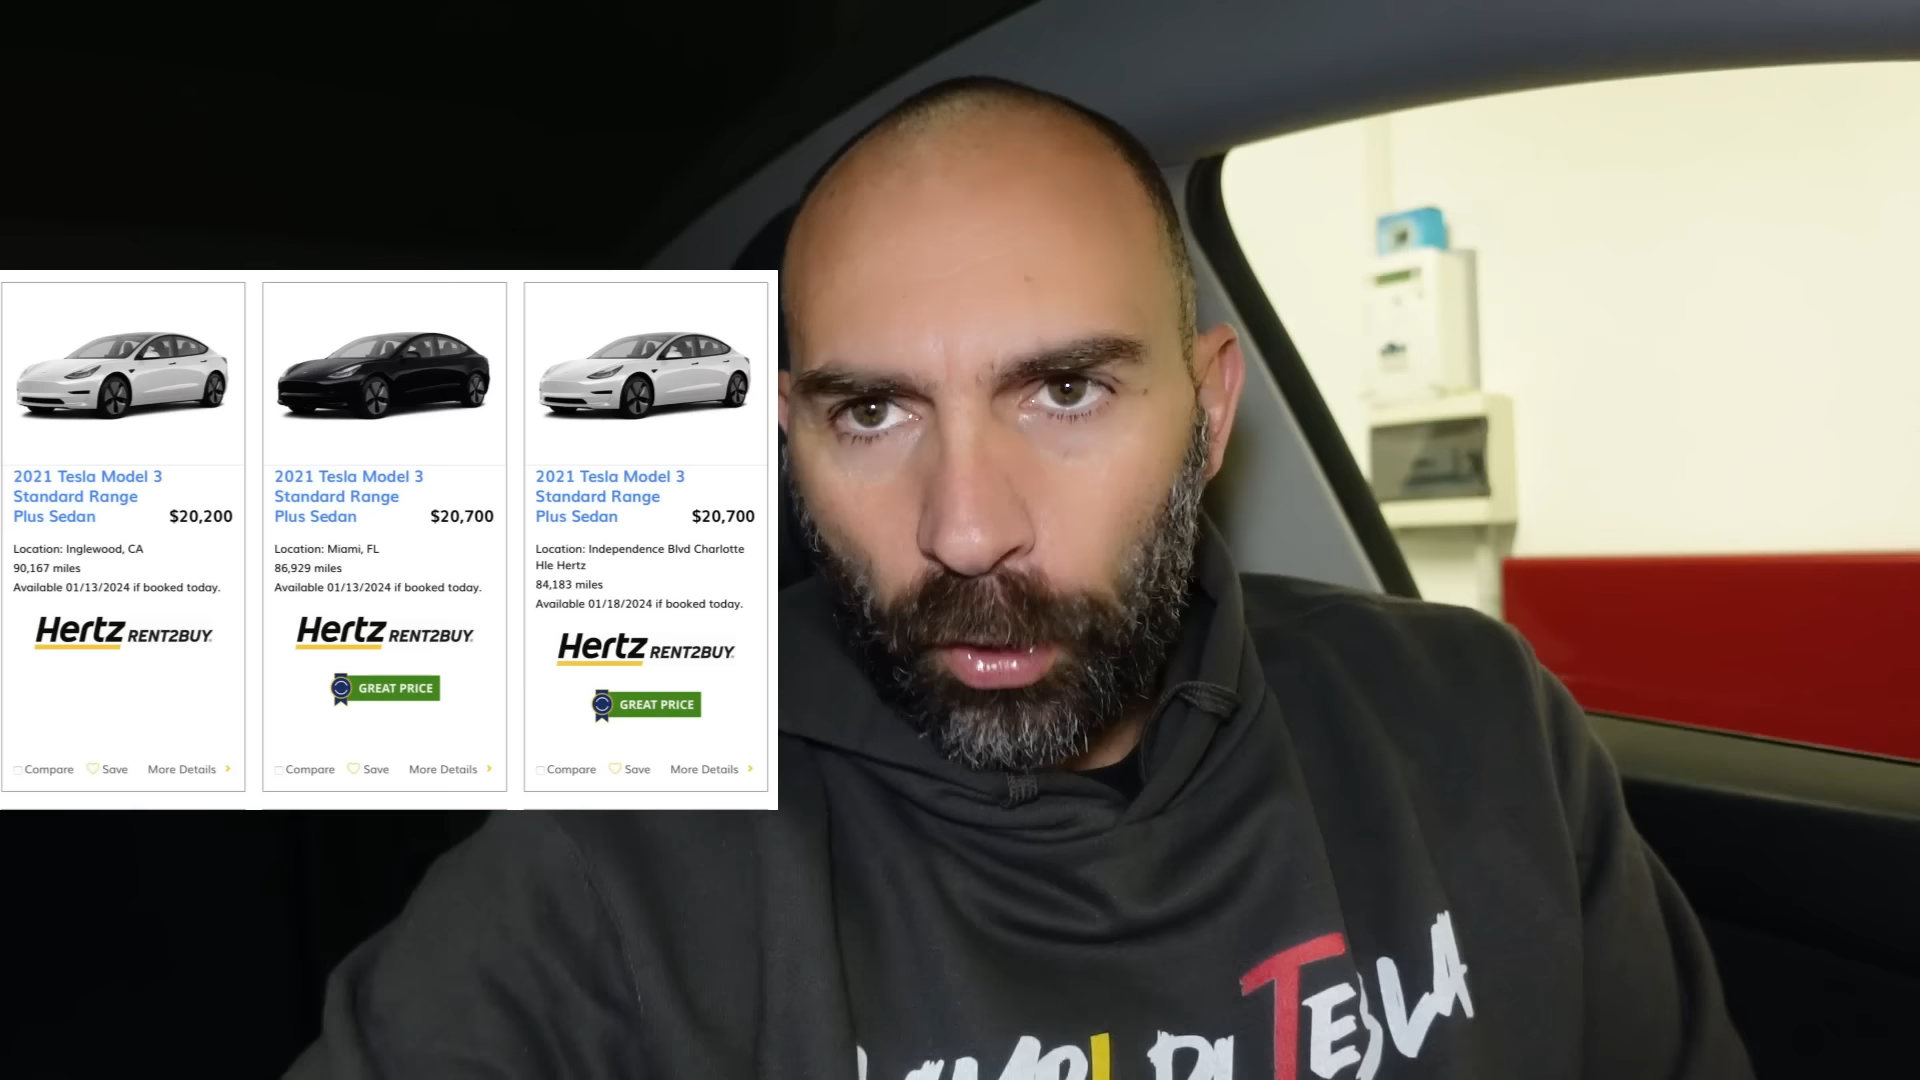 2021 Tesla Model 3
Standard Range
Plus Sedan $20,200
Location: Inglewood, CA
90,167 miles
Available 01/13/2024 if booked today.
Hertz RENT2BUY.
Compare Save More Details
2021 Tesla Model 3
Standard Range
Plus Sedan $20,700
Location: Miami, FL
86,929 miles
Available 01/13/2024 if booked today.
Hertz RENT2BUY.
GREAT PRICE
Compare Save More Details
2021 Tesla Model 3
Standard Range
Plus Sedan $20,700
Location: Independence Blvd Charlotte
Hle Hertz
84,183 miles
Available 01/18/2024 if booked today.
Hertz RENT2BUY.
GREAT PRICE
Compare Save More Details
DI TESLA